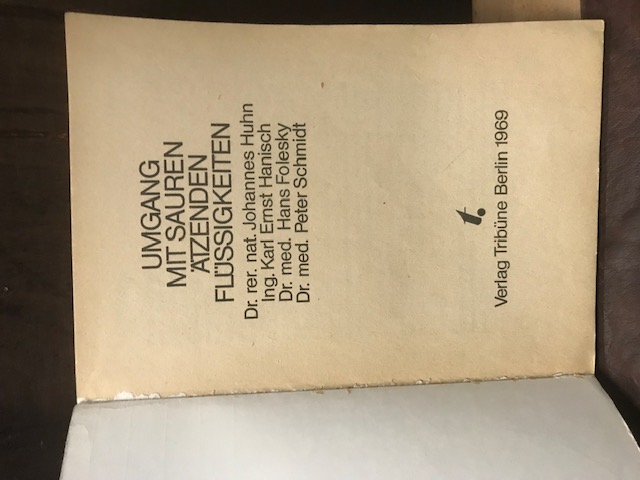 UMGANG
MIT SAUREN
ÄTZENDEN
FLÜSSIGKEITEN
Dr. rer. nat. Johannes Huhn
Ing. Karl Ernst Hanisch
Dr. med. Hans Folesky
Dr. med. Peter Schmidt
t.
Verlag Tribüne Berlin 1969